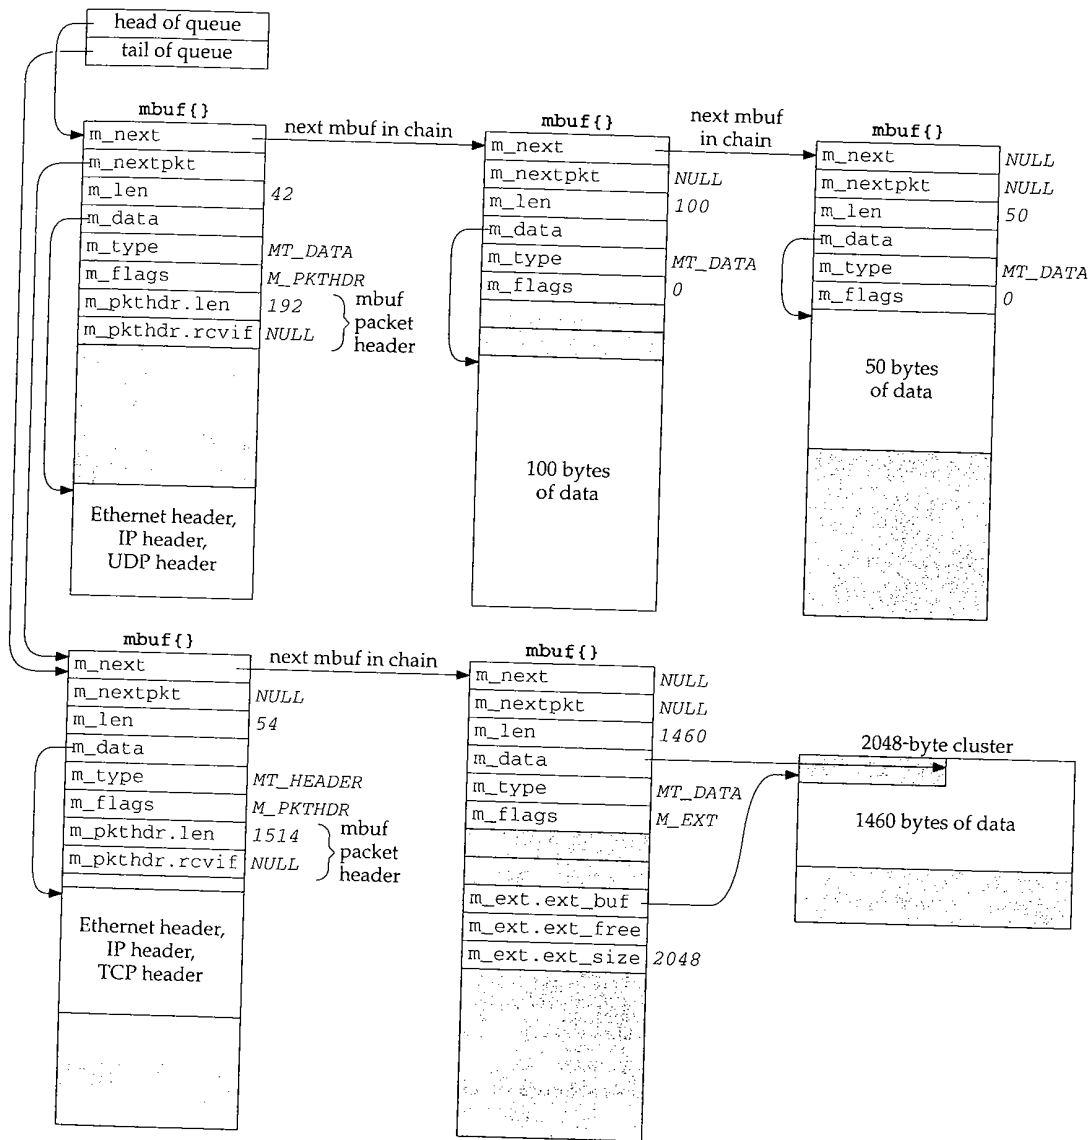 head of queue
tail of queue
mbuf{}
m_next
m_nextpkt
m_len
42
m_data
m_type
MT_DATA
m_flags
M_PKTHDR
m_pkthdr.len
192
m_pkthdr.rcvif
NULL
mbuf
packet
header
Ethernet header,
IP header,
UDP header
next mbuf in chain
mbuf{}
m_next
m_nextpkt
NULL
m_len
100
m_data
m_type
MT_DATA
m_flags
0
100 bytes
of data
next mbuf
in chain
mbuf{}
m_next
NULL
m_nextpkt
NULL
m_len
50
m_data
m_type
MT_DATA
m_flags
0
50 bytes
of data
mbuf{}
m_next
m_nextpkt
NULL
m_len
54
m_data
m_type
MT_HEADER
m_flags
M_PKTHDR
m_pkthdr.len
1514
m_pkthdr.rcvif
NULL
mbuf
packet
header
Ethernet header,
IP header,
TCP header
next mbuf in chain
mbuf{}
m_next
NULL
m_nextpkt
NULL
m_len
1460
m_data
m_type
MT_DATA
m_flags
M_EXT
m_ext.ext_buf
m_ext.ext_free
m_ext.ext_size
2048
2048-byte cluster
1460 bytes of data